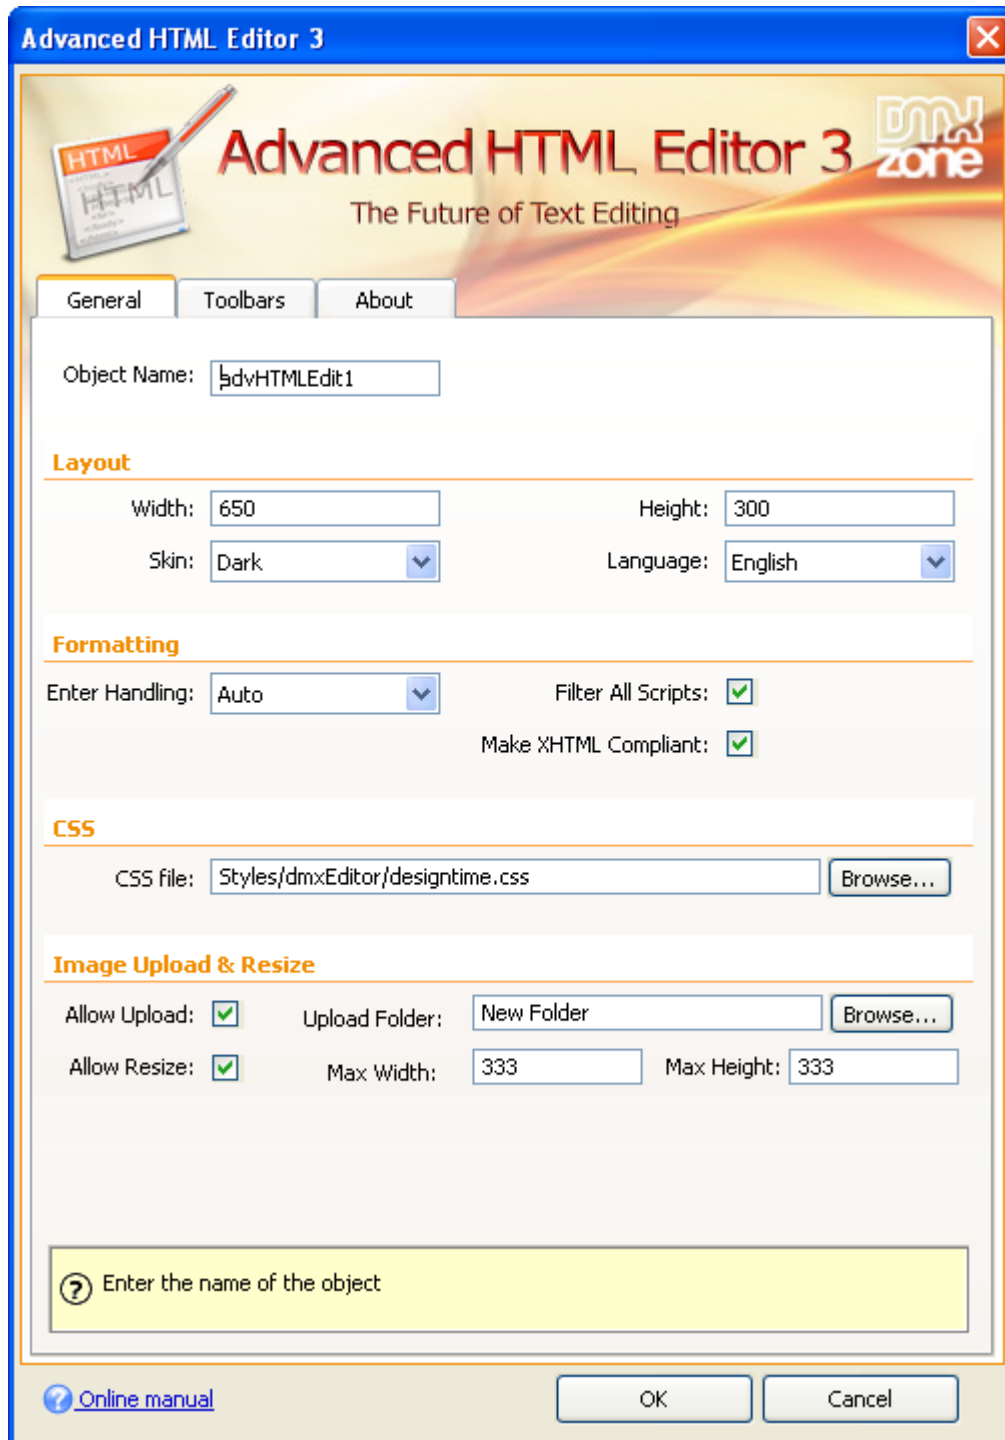 Advanced HTML Editor 3
HTML
HTML
Advanced HTML Editor 3
DMX zone
The Future of Text Editing
General Toolbars About
Object Name: advHTMLEdit1
Layout
Width: 650 Height: 300
Skin: Dark Language: English
Formatting
Enter Handling: Auto Filter All Scripts:
Make XHTML Compliant:
CSS
CSS file: Styles/dmxEditor/designtime.css Browse...
Image Upload & Resize
Allow Upload: Upload Folder: New Folder Browse...
Allow Resize: Max Width: 333 Max Height: 333
? Enter the name of the object
? Online manual OK Cancel